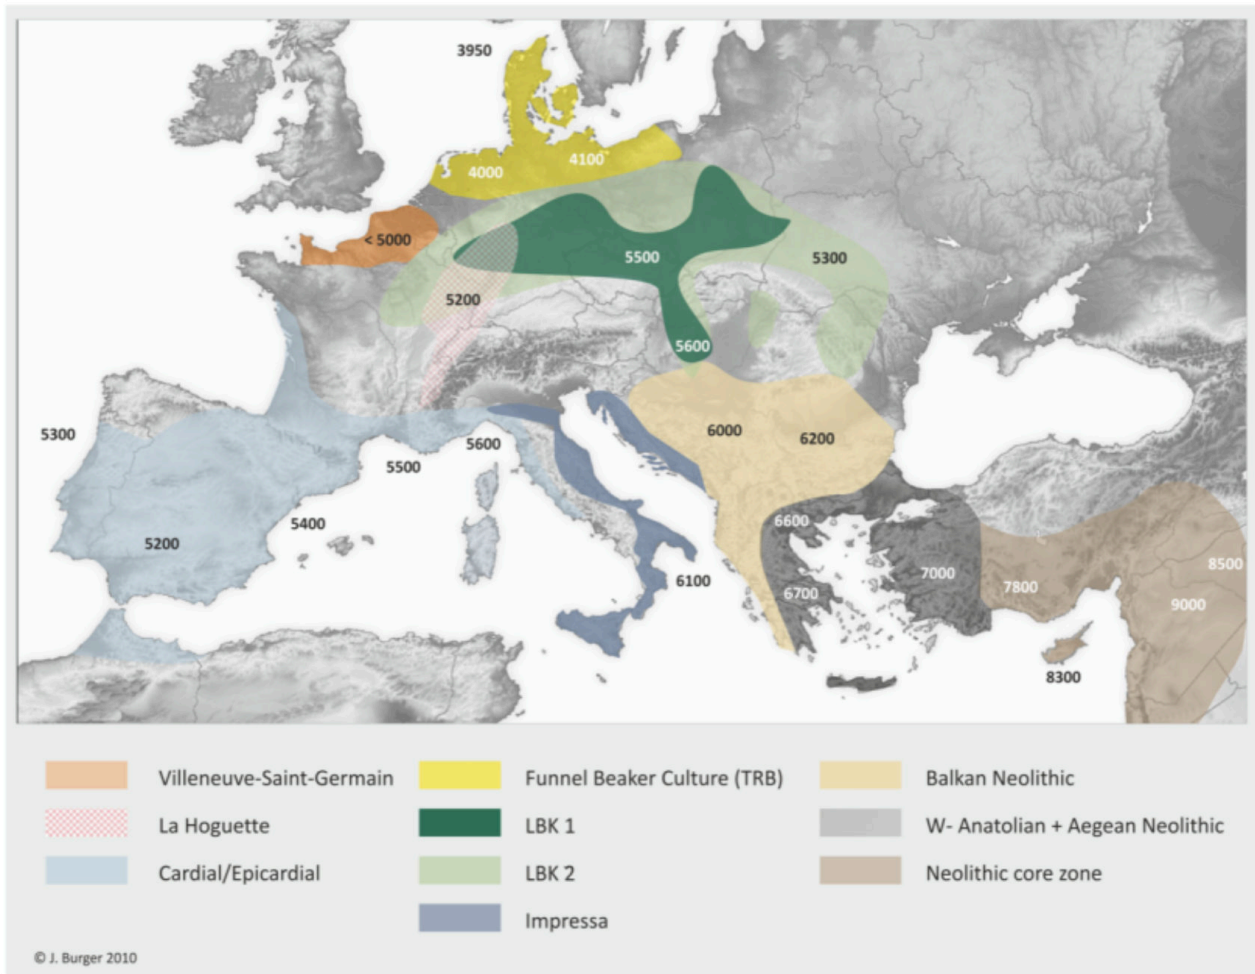 3950
4000
4100
< 5000
5500
5300
5200
5600
6000
6200
5300
5600
5500
5400
5200
6100
6600
6700
7000
7800
8500
9000
8300
Villeneuve-Saint-Germain
La Hoguette
Cardial/Epicardial
Funnel Beaker Culture (TRB)
LBK 1
LBK 2
Impressa
Balkan Neolithic
W- Anatolian + Aegean Neolithic
Neolithic core zone
© J. Burger 2010